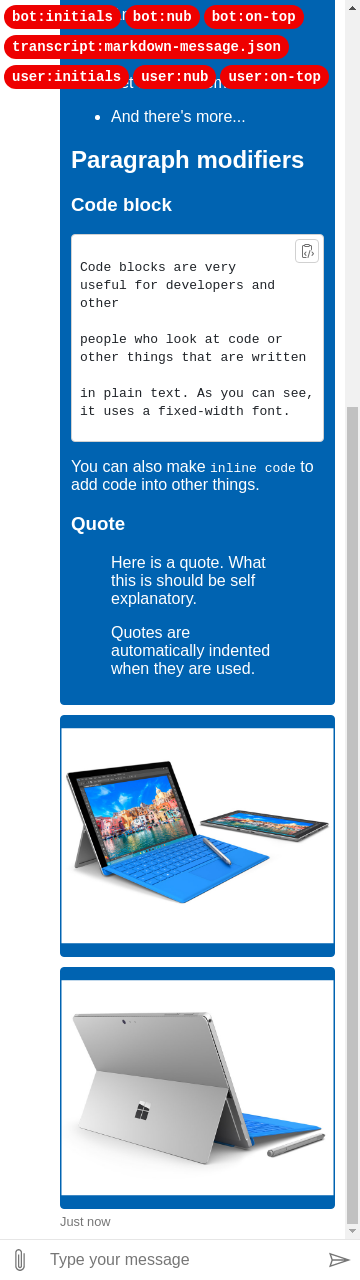 bot:initials bot:nub bot:on-top
transcript:markdown-message.json
user:initials user:nub user:on-top
And there's more...
Paragraph modifiers
Code block
Code blocks are very
useful for developers and
other
people who look at code or
other things that are written
in plain text. As you can see,
it uses a fixed-width font.
You can also make inline code to
add code into other things.
Quote
Here is a quote. What
this is should be self
explanatory.
Quotes are
automatically indented
when they are used.
Just now
Type your message